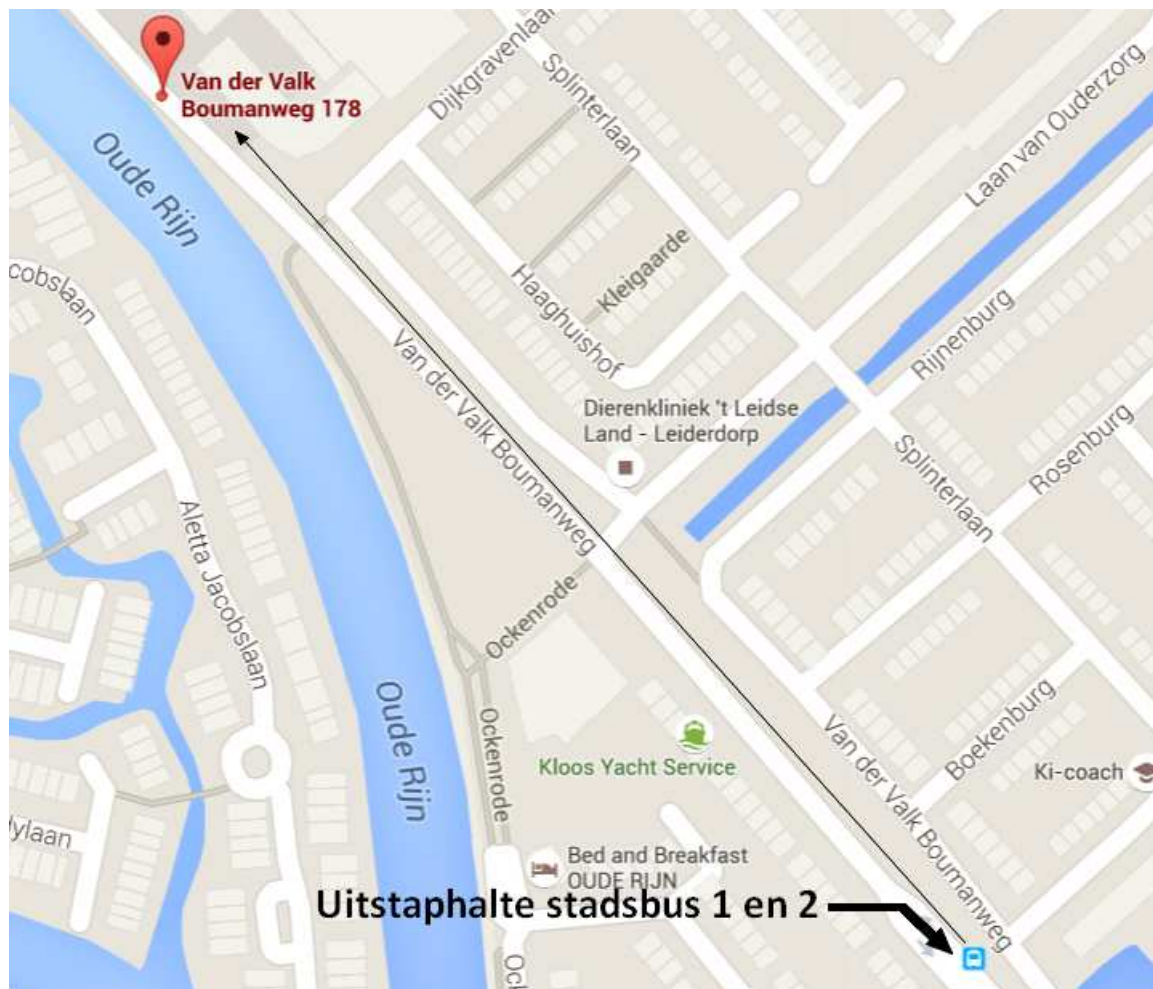 Van der Valk
Boumanweg 178
Dijkgravenlaan
Splinterlaan
Laan van Ouderzorg
Oude Rijn
cobslaan
Haaghuishof
Kleigaarde
Rijnenburg
Van der Valk Boumanweg
Dierenkliniek 't Leidse
Land - Leiderdorp
Rosenburg
Splinterlaan
Aletta Jacobslaan
Ockenrode
Oude Rijn
Ockenrode
Kloos Yacht Service
Van der Valk Boumanweg
Boekenburg
Ki-coach
dylaan
Bed and Breakfast
OUDE RIJN
Uitstaphalte stadsbus 1 en 2
Ock